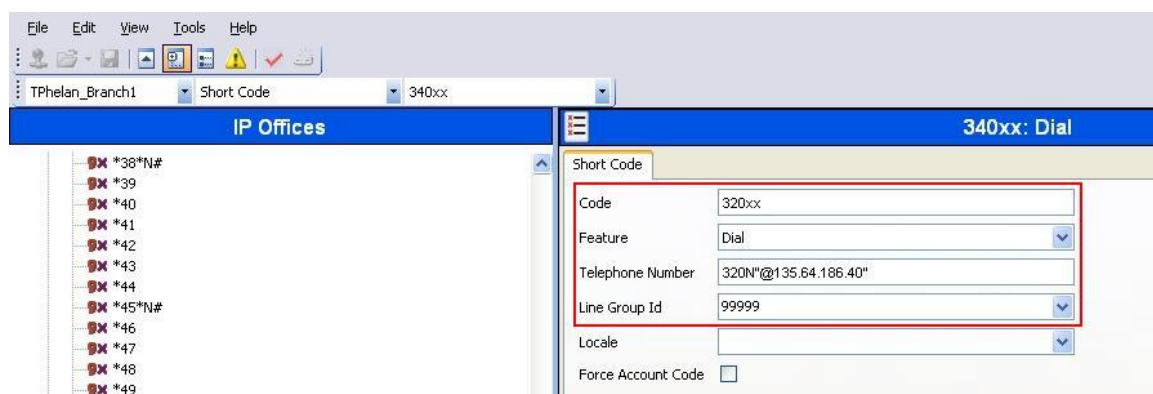 File Edit View Tools Help
TPhelan_Branch1 Short Code 340xx
IP Offices
340xx: Dial
*38*N#
*39
*40
*41
*42
*43
*44
*45*N#
*46
*47
*48
*49
Short Code
Code 320xx
Feature Dial
Telephone Number 320N"@135.64.186.40"
Line Group Id 99999
Locale
Force Account Code